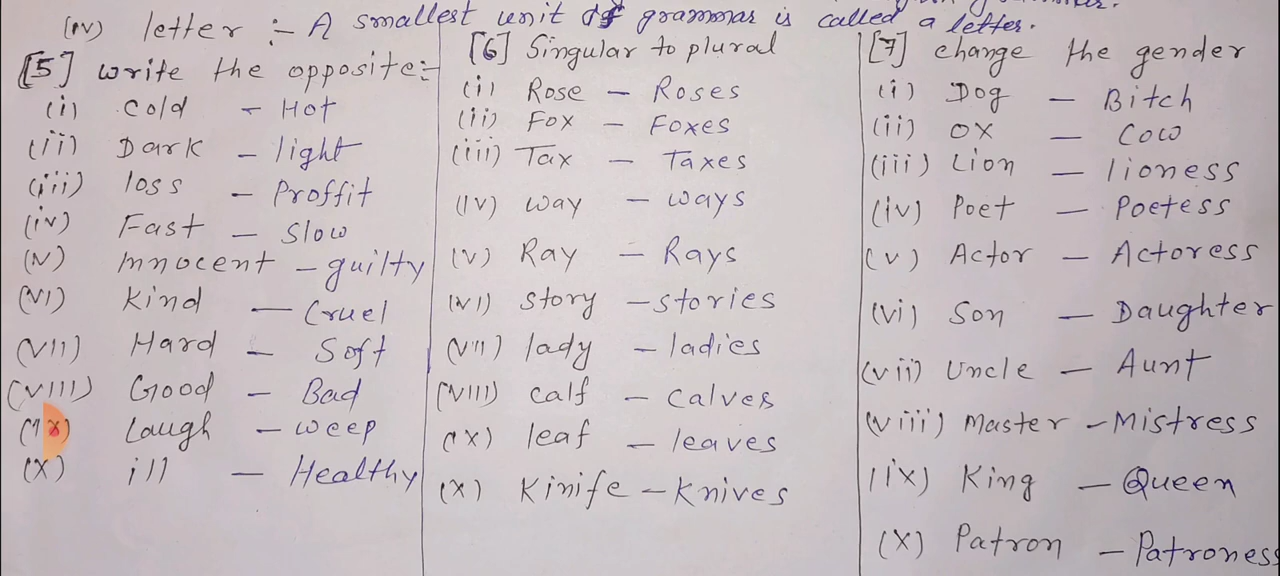 (iv) letter :- A smallest unit of grammar is called a letter.
[5] write the opposite:-
(i) Cold - Hot
(ii) Dark - light
(iii) loss - Proffit
(iv) Fast - Slow
(v) Innocent - guilty
(vi) Kind - Cruel
(VII) Hard - Soft
(VIII) Good - Bad
(ix) Laugh - weep
(x) ill - Healthy
[6] Singular to plural
(i) Rose - Roses
(ii) Fox - Foxes
(iii) Tax - Taxes
(iv) way - ways
(v) Ray - Rays
(vi) story - stories
(vii) lady - ladies
(VIII) calf - calves
(ix) leaf - leaves
(x) Kinife - Knives
[7] change the gender
(i) Dog - Bitch
(ii) ox - Cow
(iii) Lion - lioness
(iv) Poet - Poetess
(v) Actor - Actoress
(vi) Son - Daughter
(vii) Uncle - Aunt
(viii) Master - Mistress
(ix) King - Queen
(x) Patron - Patroness